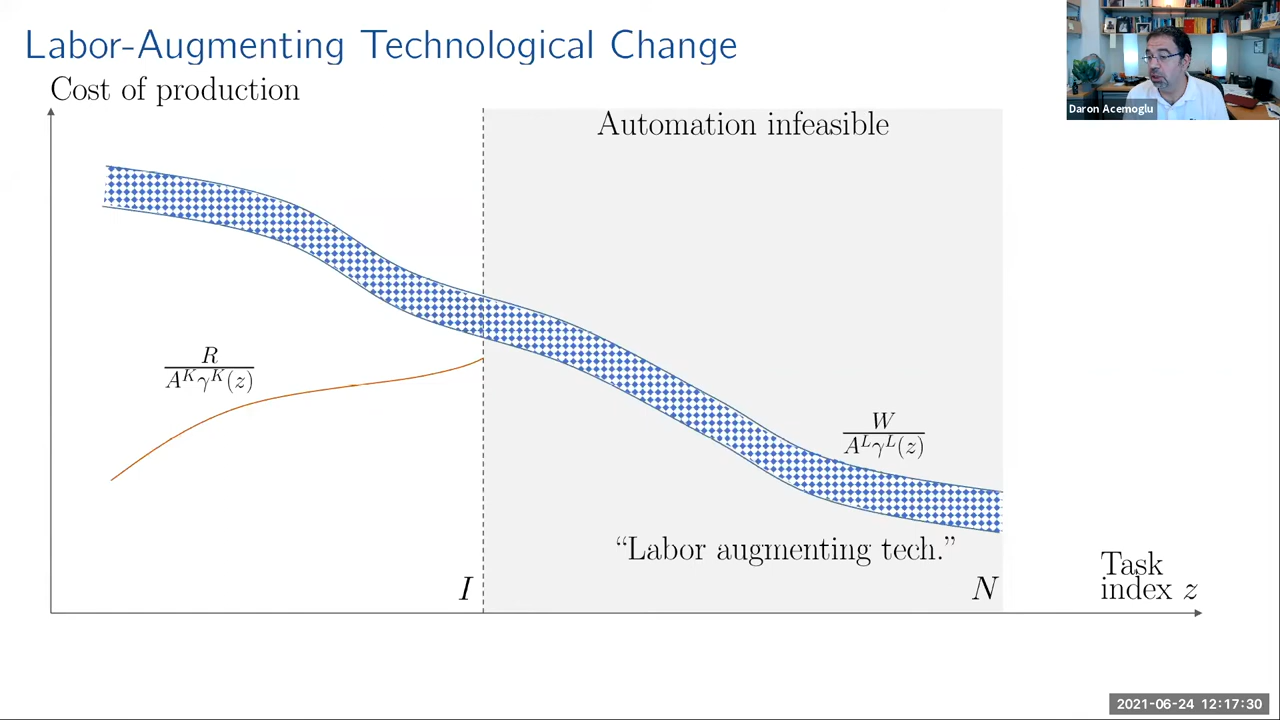 Labor-Augmenting Technological Change
Cost of production
Daron Acemoglu
Automation infeasible
R
A^K γ^K(z)
W
A^L γ^L(z)
“Labor augmenting tech.”
I
N
Task
index z
2021-06-24 12:17:30